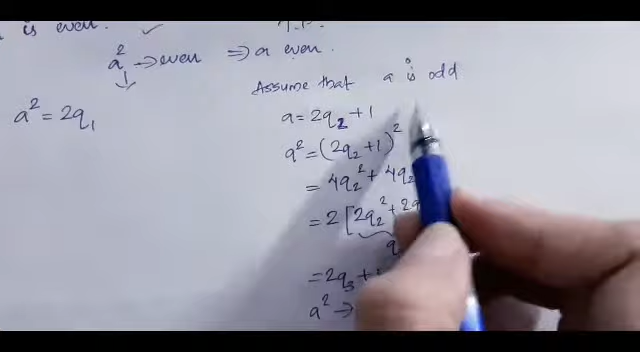 is even. ✓
a² → even ⇒ a even.
↓
a² = 2q₁
Assume that a is odd
a = 2q₂ + 1
a² = (2q₂ + 1)²
= 4q₂² + 4q₂
= 2 [2q₂² + 2q
q
= 2q₃ +
a² →